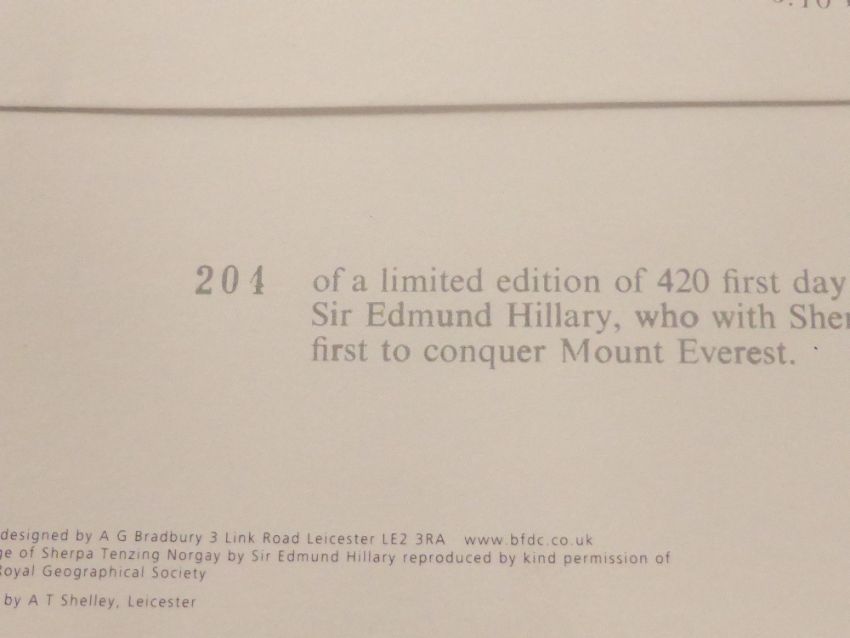 204 of a limited edition of 420 first day
Sir Edmund Hillary, who with
first to conquer Mount Everest.
designed by A G Bradbury 3 Link Road Leicester LE2 3RA www.bfdc.co.uk
of Sherpa Tenzing Norgay by Sir Edmund Hillary reproduced by kind permission of
Royal Geographical Society
by A T Shelley, Leicester